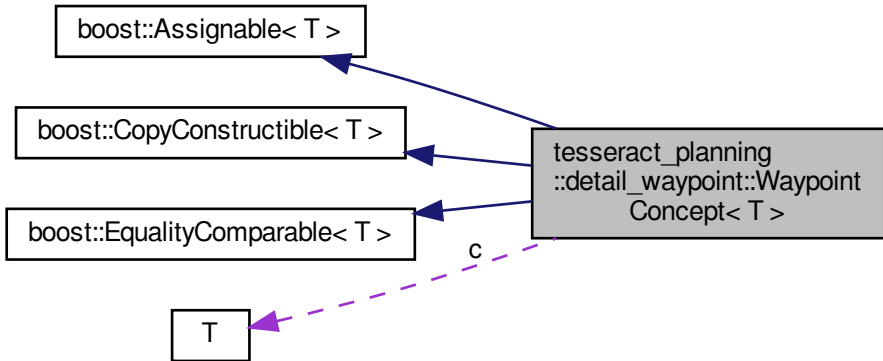 boost::Assignable< T >
boost::CopyConstructible< T >
boost::EqualityComparable< T >
T
c
tesseract_planning
::detail_waypoint::Waypoint
Concept< T >